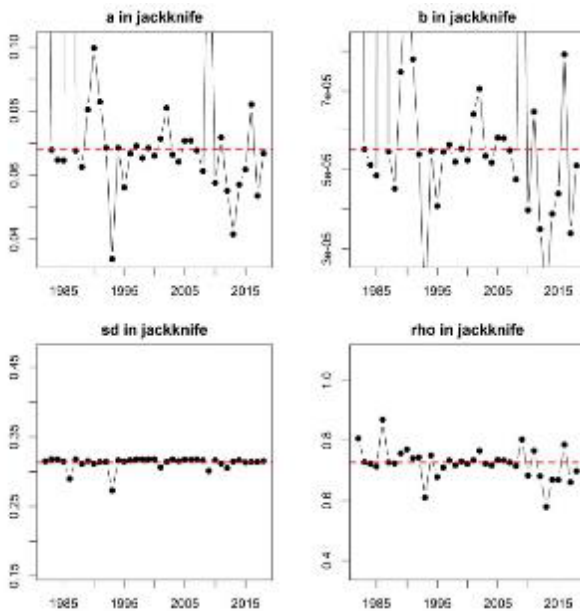 a in jackknife
0.10
0.08
0.06
0.04
1985 1995 2005 2015
b in jackknife
7e-05
5e-05
3e-05
1985 1995 2005 2015
sd in jackknife
0.45
0.35
0.25
0.15
1985 1995 2005 2015
rho in jackknife
1.0
0.8
0.6
0.4
1985 1995 2005 2015